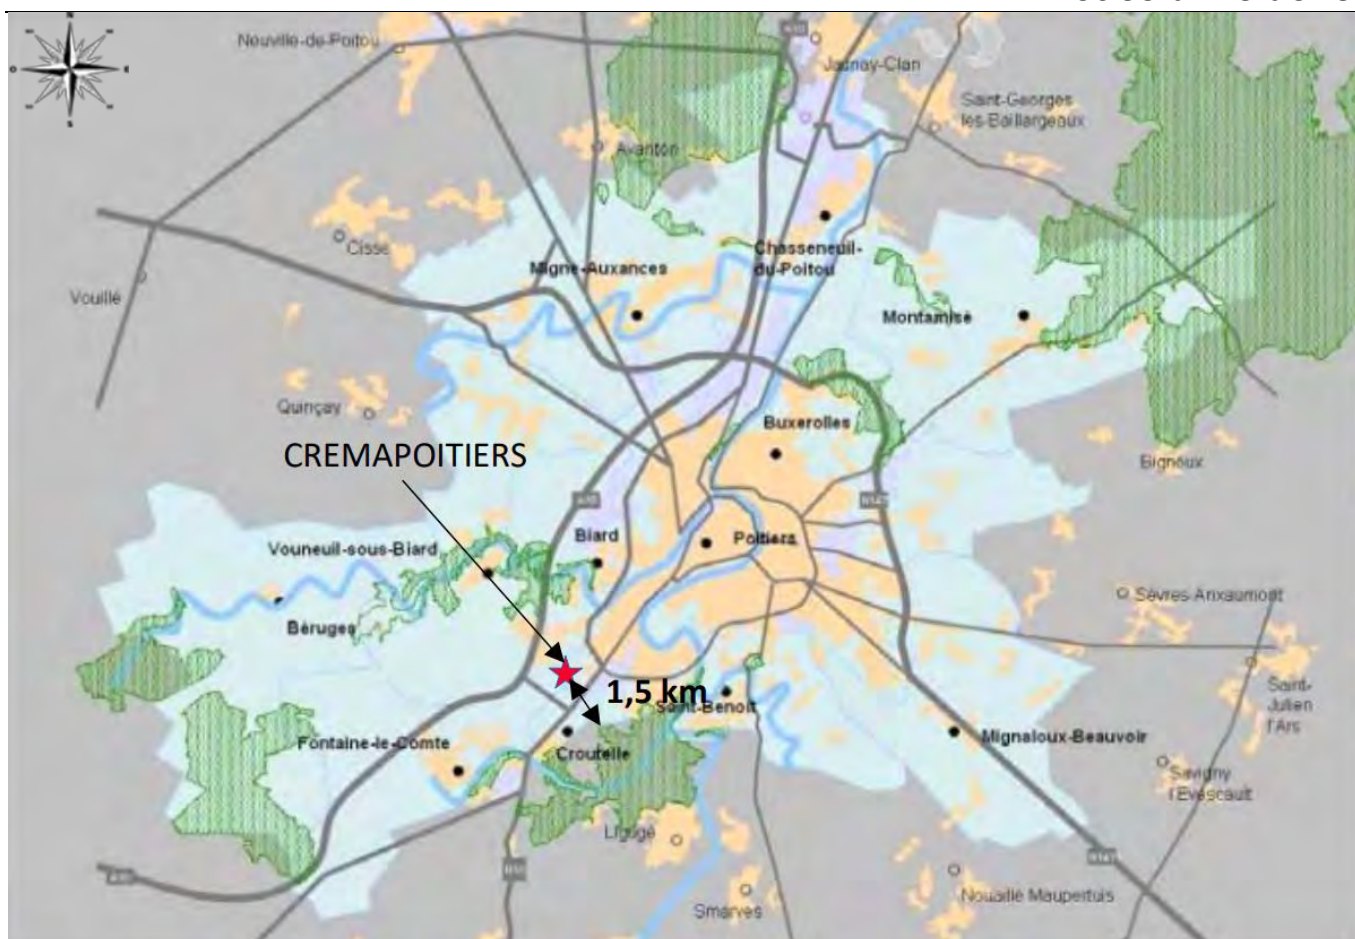 Neuville-de-Poitou
Jaunay-Clan
Saint-Georges
les-Baillargeaux
Avanton
Cissé
Chasseneuil-
du-Poitou
Migné-Auxances
Vouillé
Montamisé
Quinçay
Buxerolles
CREMAPOITIERS
Bignoux
Biard
Poitiers
Vouneuil-sous-Biard
Sèvres-Anxaumont
Béruges
1,5 km
Saint-Benoit
Saint-
Julien
l'Ars
Fontaine-le-Comte
Mignaloux-Beauvoir
Croutelle
Savigny
l'Evescault
Ligugé
Nouaillé Maupertuis
Smarves